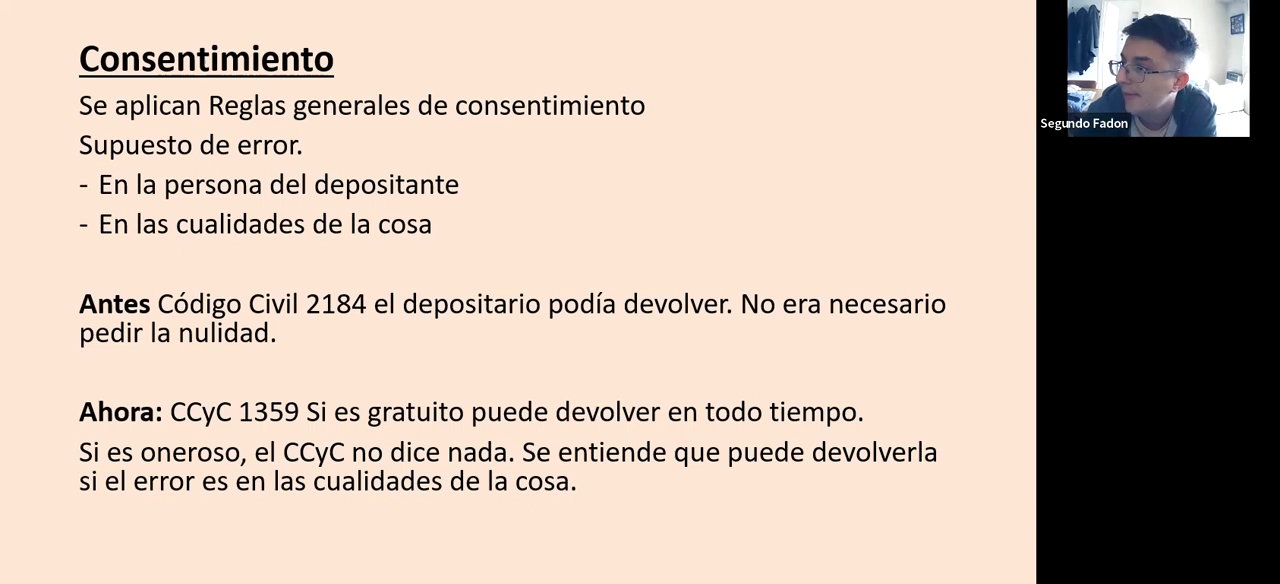 Consentimiento
Se aplican Reglas generales de consentimiento
Supuesto de error.
- En la persona del depositante
- En las cualidades de la cosa
Antes Código Civil 2184 el depositario podía devolver. No era necesario
pedir la nulidad.
Ahora: CCyC 1359 Si es gratuito puede devolver en todo tiempo.
Si es oneroso, el CCyC no dice nada. Se entiende que puede devolverla
si el error es en las cualidades de la cosa.
Segundo Fadon